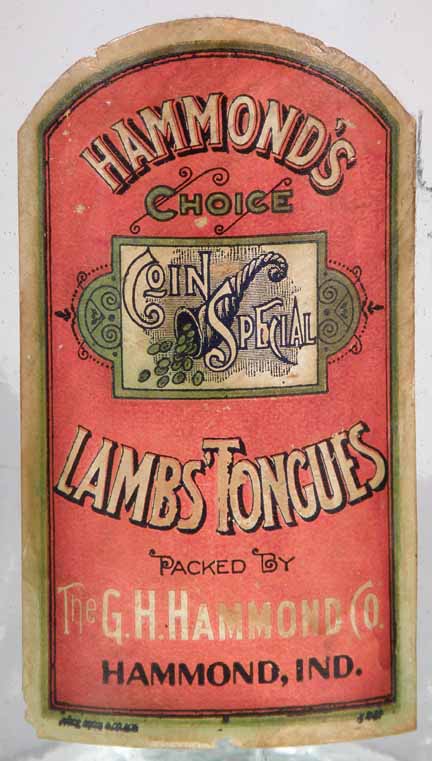 HAMMOND'S
CHOICE
COIN
SPECIAL
LAMBS' TONGUES
PACKED BY
The G.H.HAMMOND CO.
HAMMOND, IND.